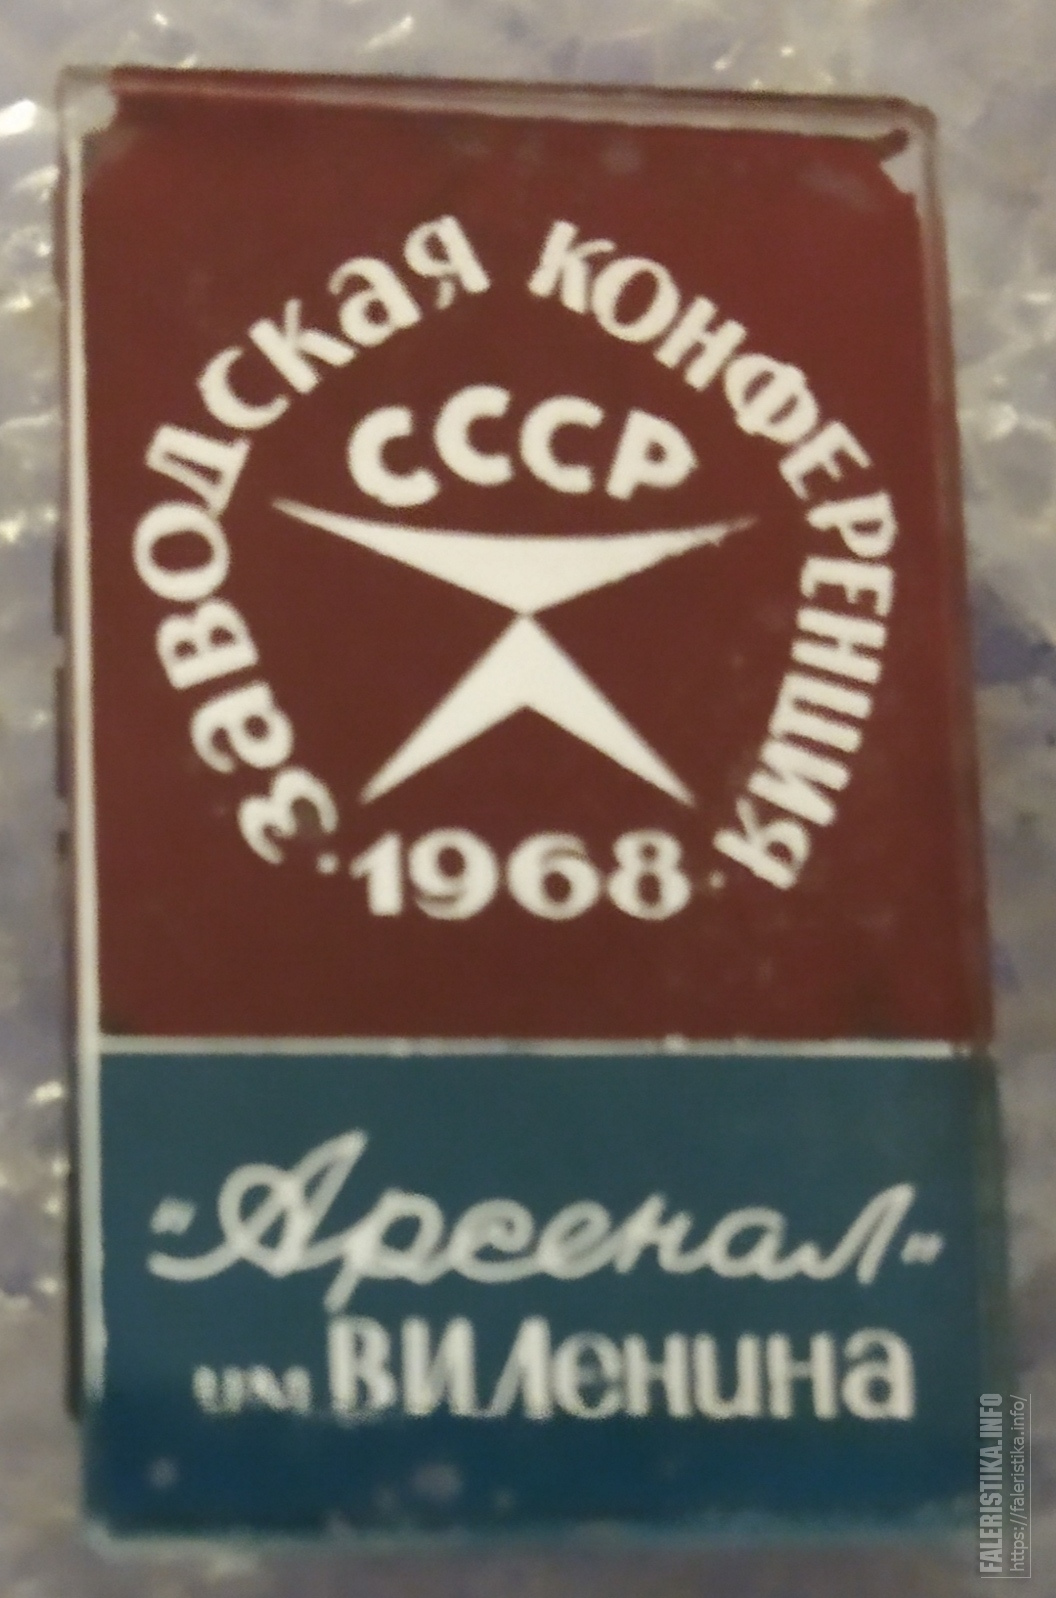 заводская конференция
СССР
1968
"Арсенал"
им. В И Ленина
FALERISTIKA.INFO
https://faleristika.info/